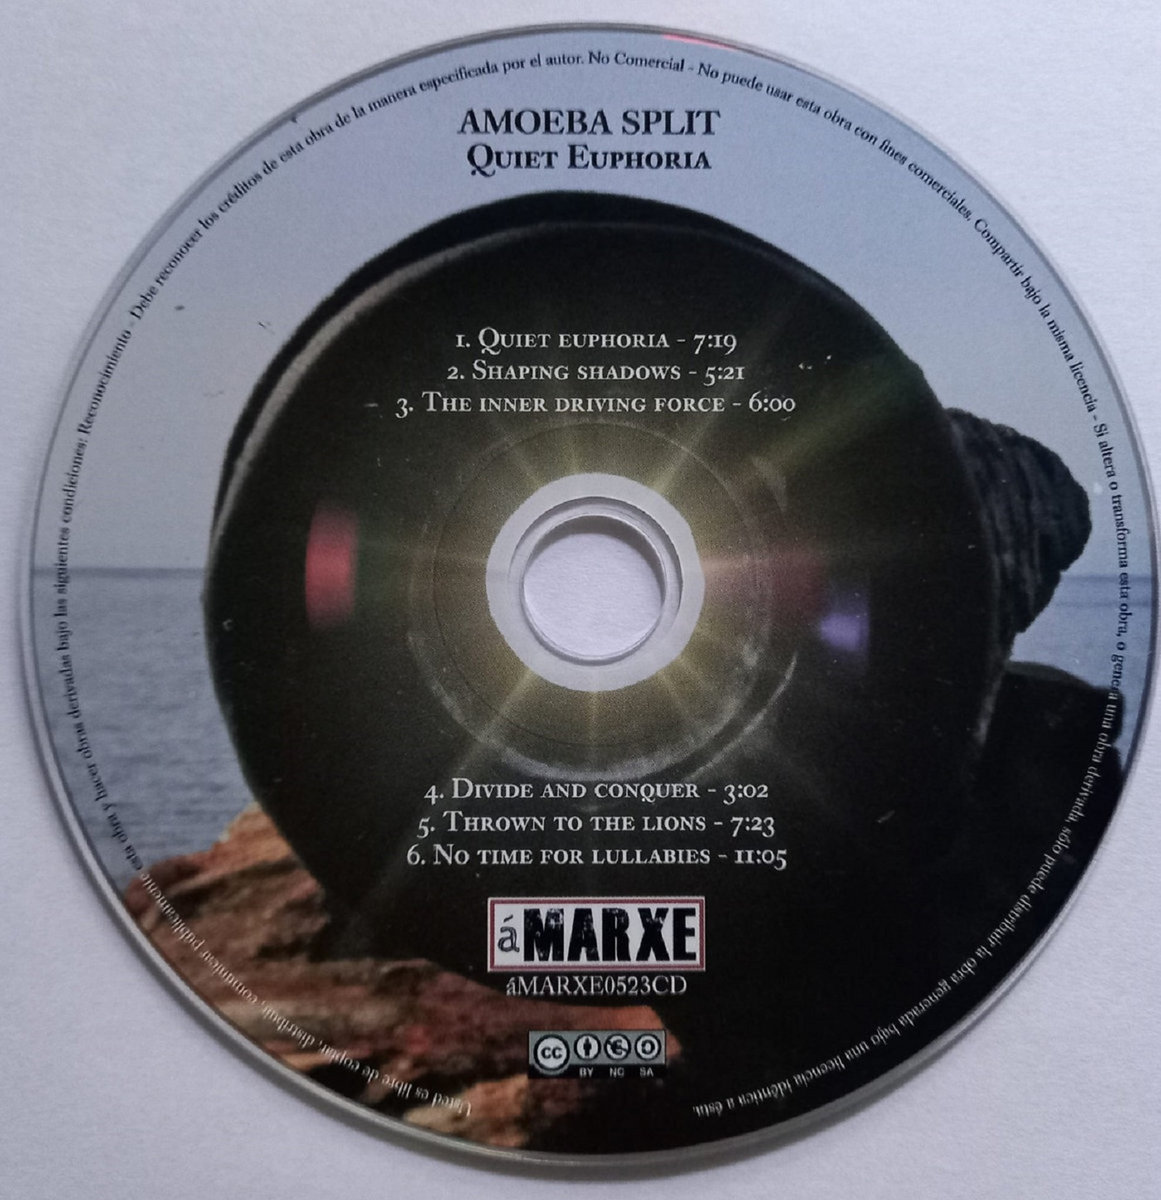 AMOEBA SPLIT
QUIET EUPHORIA
1. QUIET EUPHORIA - 7:19
2. SHAPING SHADOWS - 5:21
3. THE INNER DRIVING FORCE - 6:00
4. DIVIDE AND CONQUER - 3:02
5. THROWN TO THE LIONS - 7:23
6. NO TIME FOR LULLABIES - 11:05
áMARXE
áMARXE0523CD
cc
BY NC SA
Usted es libre de copiar, distribuir, comunicar públicamente esta obra y hacer obras derivadas bajo las siguientes condiciones: Reconocimiento - Debe reconocer los créditos de esta obra de la manera especificada por el autor. No Comercial - No puede usar esta obra con fines comerciales. Compartir bajo la misma licencia - Si altera o transforma esta obra, o genera una obra derivada, sólo puede distribuir la obra generada bajo una licencia idéntica a ésta.